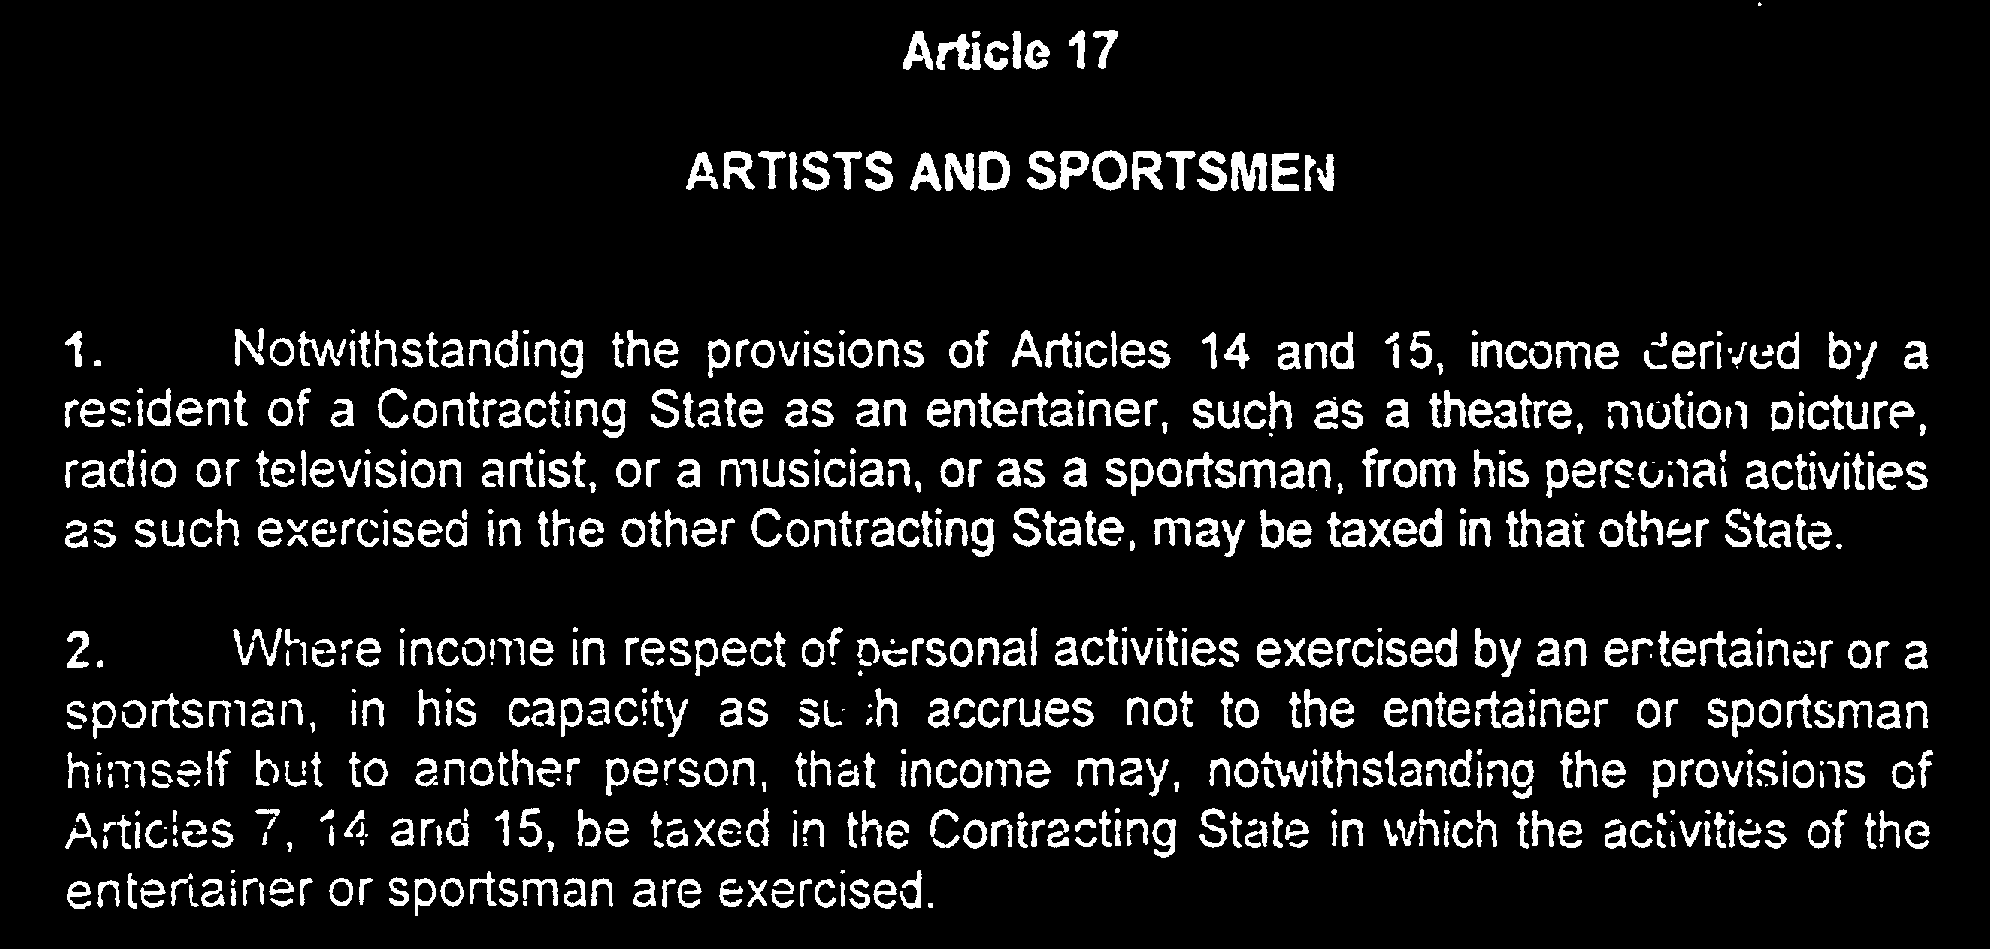 Article 17
ARTISTS AND SPORTSMEN
1. Notwithstanding the provisions of Articles 14 and 15, income derived by a
resident of a Contracting State as an entertainer, such as a theatre, motion picture,
radio or television artist, or a musician, or as a sportsman, from his personal activities
as such exercised in the other Contracting State, may be taxed in that other State.
2. Where income in respect of personal activities exercised by an entertainer or a
sportsman, in his capacity as such accrues not to the entertainer or sportsman
himself but to another person, that income may, notwithstanding the provisions of
Articles 7, 14 and 15, be taxed in the Contracting State in which the activities of the
entertainer or sportsman are exercised.